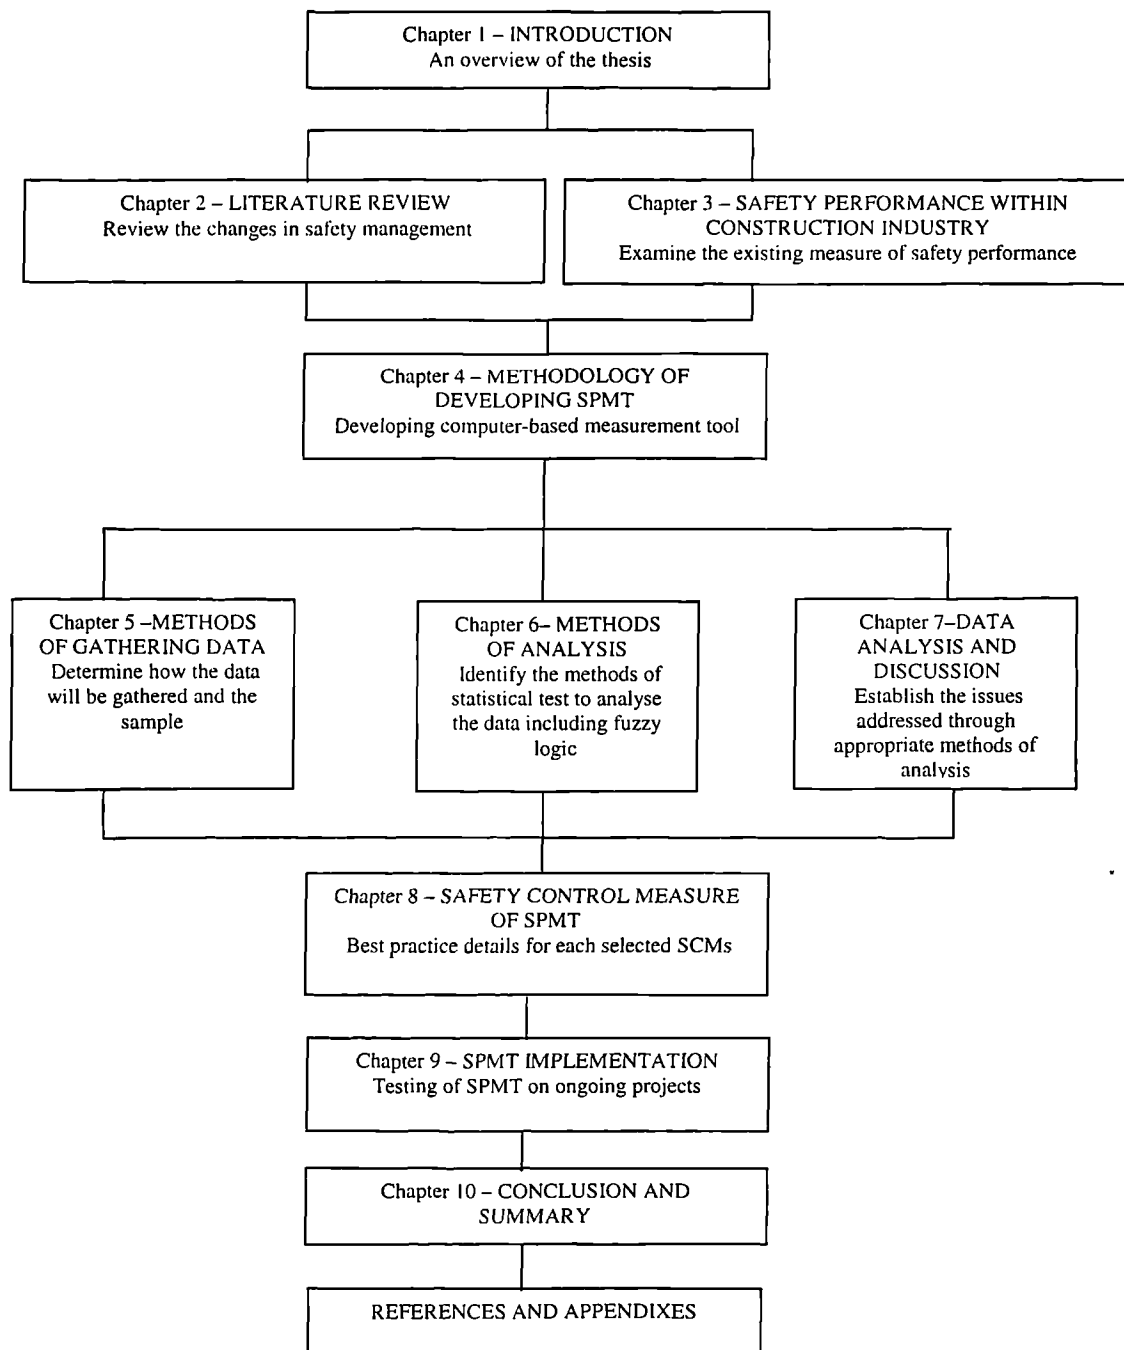 Chapter 1 – INTRODUCTION
An overview of the thesis
Chapter 2 – LITERATURE REVIEW
Review the changes in safety management
Chapter 3 – SAFETY PERFORMANCE WITHIN
CONSTRUCTION INDUSTRY
Examine the existing measure of safety performance
Chapter 4 – METHODOLOGY OF
DEVELOPING SPMT
Developing computer-based measurement tool
Chapter 5 –METHODS
OF GATHERING DATA
Determine how the data
will be gathered and the
sample
Chapter 6– METHODS
OF ANALYSIS
Identify the methods of
statistical test to analyse
the data including fuzzy
logic
Chapter 7–DATA
ANALYSIS AND
DISCUSSION
Establish the issues
addressed through
appropriate methods of
analysis
Chapter 8 – SAFETY CONTROL MEASURE
OF SPMT
Best practice details for each selected SCMs
Chapter 9 – SPMT IMPLEMENTATION
Testing of SPMT on ongoing projects
Chapter 10 – CONCLUSION AND
SUMMARY
REFERENCES AND APPENDIXES